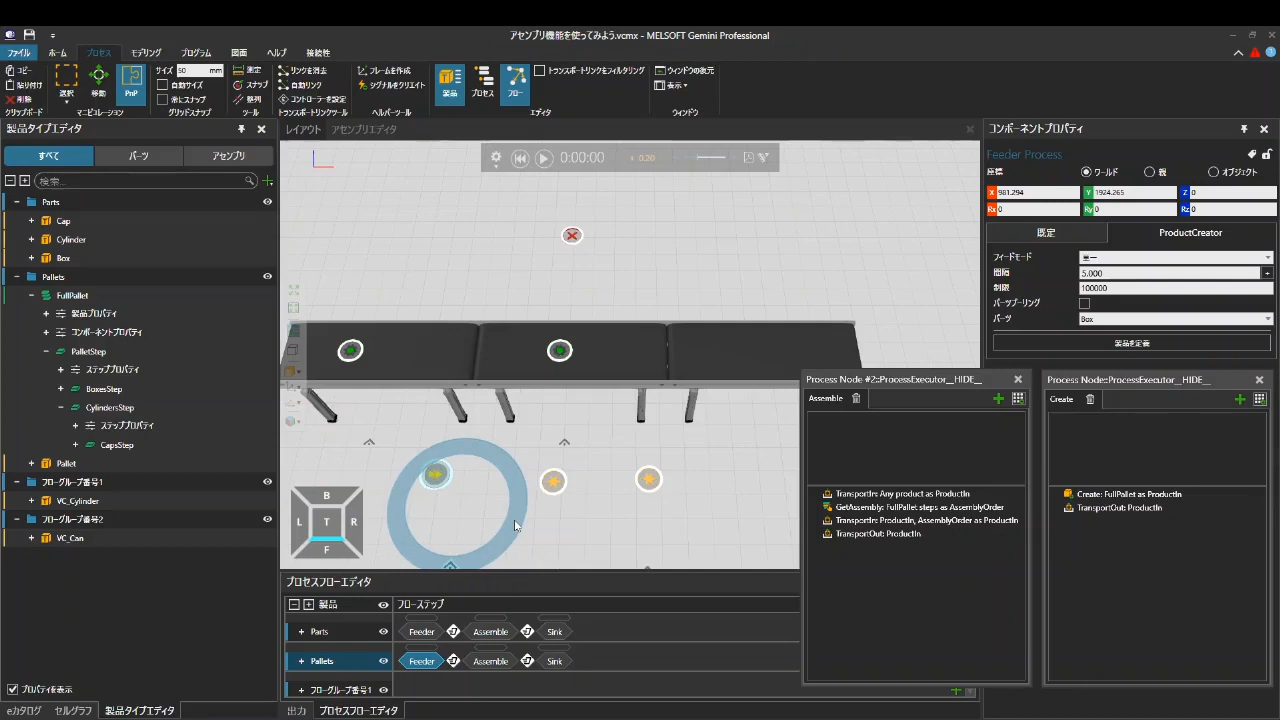 アセンブリ機能を使ってみよう.vcmx - MELSOFT Gemini Professional
ファイル ホーム プロセス モデリング プログラム 図面 ヘルプ 接続性
コピー
貼り付け
削除
クリップボード
選択 移動 PnP
マニピュレーション
サイズ 50 mm
自動サイズ
常にスナップ
グリッドスナップ
測定
スナップ
整列
ツール
リンクを消去
自動リンク
コントローラーを設定
トランスポートリンクツール
フレームを作成
シグナルをクリエイト
ヘルパーツール
製品 プロセス フロー
トランスポートリンクをフィルタリング
エディタ
ウィンドウの復元
表示
ウィンドウ
製品タイプエディタ
すべて パーツ アセンブリ
検索...
Parts
Cap
Cylinder
Box
Pallets
FullPallet
製品プロパティ
コンポーネントプロパティ
PalletStep
ステッププロパティ
BoxesStep
CylindersStep
ステッププロパティ
CapsStep
Pallet
フローグループ番号1
VC_Cylinder
フローグループ番号2
VC_Can
プロパティを表示
eカタログ セルグラフ 製品タイプエディタ
レイアウト アセンブリエディタ
0:00:00
0.20
B
L T R
F
プロセスフローエディタ
製品 フローステップ
Parts Feeder Assemble Sink
Pallets Feeder Assemble Sink
フローグループ番号1
出力 プロセスフローエディタ
コンポーネントプロパティ
Feeder Process
座標 ワールド 親 オブジェクト
X 981.294 Y 1924.265 Z 0
Rx 0 Ry 0 Rz 0
既定 ProductCreator
フィードモード 単一
間隔 5.000
制限 100000
パーツプーリング
パーツ Box
製品を定義
Process Node #2::ProcessExecutor__HIDE__
Assemble
TransportIn: Any product as ProductIn
GetAssembly: FullPallet steps as AssemblyOrder
TransportIn: ProductIn, AssemblyOrder as ProductIn
TransportOut: ProductIn
Process Node::ProcessExecutor__HIDE__
Create
Create: FullPallet as ProductIn
TransportOut: ProductIn